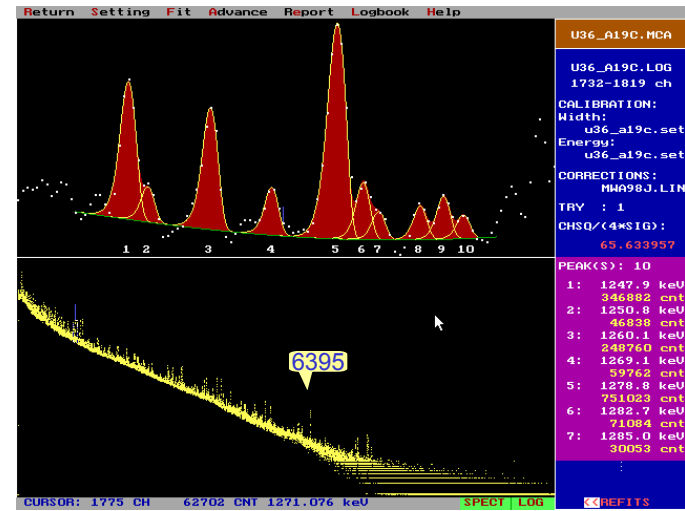 Return Setting Fit Advance Report Logbook Help
U36_A19C.MCA
U36_A19C.LOG
1732-1819 ch
CALIBRATION:
Width:
u36_a19c.set
Energy:
u36_a19c.set
CORRECTIONS:
MWA98J.LIN
TRY : 1
CHSQ/(4*SIG):
65.633957
1 2 3 4 5 6 7 8 9 10
PEAK(S): 10
1: 1247.9 keV
346882 cnt
2: 1250.8 keV
46838 cnt
3: 1260.1 keV
248760 cnt
4: 1269.1 keV
59762 cnt
5: 1278.8 keV
751023 cnt
6: 1282.7 keV
71084 cnt
7: 1285.0 keV
30053 cnt
:
6395
CURSOR: 1775 CH 62702 CNT 1271.076 keV SPECT LOG
<<REFITS